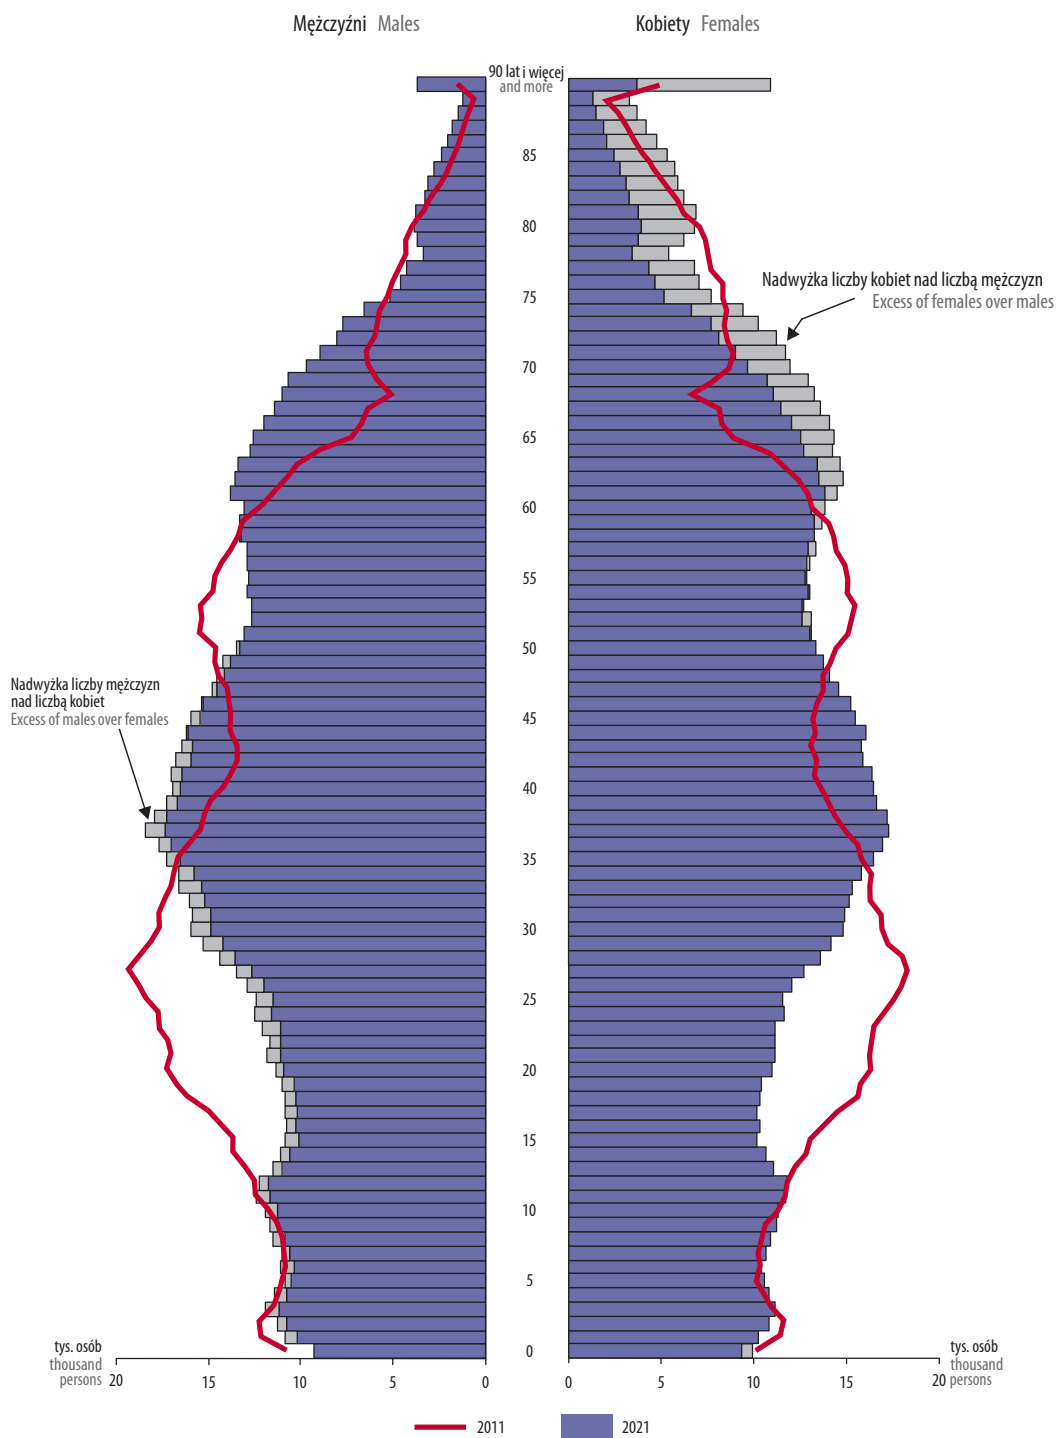 Mężczyźni Males
Kobiety Females
90 lat i więcej
and more
85
80
75
Nadwyżka liczby kobiet nad liczbą mężczyzn
Excess of females over males
70
65
60
55
50
Nadwyżka liczby mężczyzn
nad liczbą kobiet
Excess of males over females
45
40
35
30
25
20
15
10
5
0
tys. osób
thousand
persons
20 15 10 5 0
0 5 10 15 20
tys. osób
thousand
persons
2011
2021